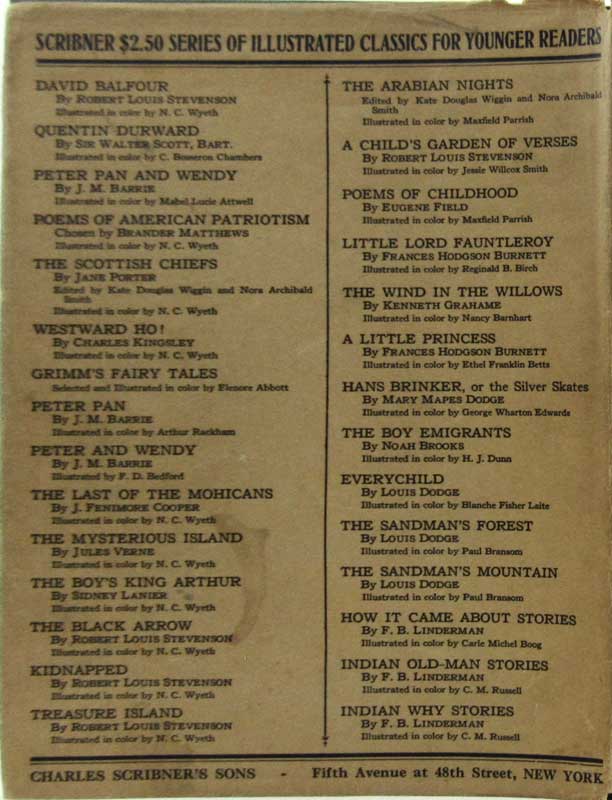 SCRIBNER $2.50 SERIES OF ILLUSTRATED CLASSICS FOR YOUNGER READERS
DAVID BALFOUR
By ROBERT LOUIS STEVENSON
Illustrated in color by N. C. Wyeth
QUENTIN DURWARD
By SIR WALTER SCOTT, BART.
Illustrated in color by C. Bosseron Chambers
PETER PAN AND WENDY
By J. M. BARRIE
Illustrated in color by Mabel Lucie Attwell
POEMS OF AMERICAN PATRIOTISM
Chosen by BRANDER MATTHEWS
Illustrated in color by N. C. Wyeth
THE SCOTTISH CHIEFS
By JANE PORTER
Edited by Kate Douglas Wiggin and Nora Archibald
Smith
Illustrated in color by N. C. Wyeth
WESTWARD HO!
By CHARLES KINGSLEY
Illustrated in color by N. C. Wyeth
GRIMM'S FAIRY TALES
Selected and Illustrated in color by Elenore Abbott
PETER PAN
By J. M. BARRIE
Illustrated in color by Arthur Rackham
PETER AND WENDY
By J. M. BARRIE
Illustrated by F. D. Bedford
THE LAST OF THE MOHICANS
By J. FENIMORE COOPER
Illustrated in color by N. C. Wyeth
THE MYSTERIOUS ISLAND
By JULES VERNE
Illustrated in color by N. C. Wyeth
THE BOY'S KING ARTHUR
By SIDNEY LANIER
Illustrated in color by N. C. Wyeth
THE BLACK ARROW
By ROBERT LOUIS STEVENSON
Illustrated in color by N. C. Wyeth
KIDNAPPED
By ROBERT LOUIS STEVENSON
Illustrated in color by N. C. Wyeth
TREASURE ISLAND
By ROBERT LOUIS STEVENSON
Illustrated in color by N. C. Wyeth
THE ARABIAN NIGHTS
Edited by Kate Douglas Wiggin and Nora Archibald
Smith
Illustrated in color by Maxfield Parrish
A CHILD'S GARDEN OF VERSES
By ROBERT LOUIS STEVENSON
Illustrated in color by Jessie Willcox Smith
POEMS OF CHILDHOOD
By EUGENE FIELD
Illustrated in color by Maxfield Parrish
LITTLE LORD FAUNTLEROY
By FRANCES HODGSON BURNETT
Illustrated in color by Reginald B. Birch
THE WIND IN THE WILLOWS
By KENNETH GRAHAME
Illustrated in color by Nancy Barnhart
A LITTLE PRINCESS
By FRANCES HODGSON BURNETT
Illustrated in color by Ethel Franklin Betts
HANS BRINKER, or the Silver Skates
By MARY MAPES DODGE
Illustrated in color by George Wharton Edwards
THE BOY EMIGRANTS
By NOAH BROOKS
Illustrated in color by H. J. Dunn
EVERYCHILD
By LOUIS DODGE
Illustrated in color by Blanche Fisher Laite
THE SANDMAN'S FOREST
By LOUIS DODGE
Illustrated in color by Paul Bransom
THE SANDMAN'S MOUNTAIN
By LOUIS DODGE
Illustrated in color by Paul Bransom
HOW IT CAME ABOUT STORIES
By F. B. LINDERMAN
Illustrated in color by Carle Michel Boog
INDIAN OLD-MAN STORIES
By F. B. LINDERMAN
Illustrated in color by C. M. Russell
INDIAN WHY STORIES
By F. B. LINDERMAN
Illustrated in color by C. M. Russell
CHARLES SCRIBNER'S SONS - Fifth Avenue at 48th Street, NEW YORK